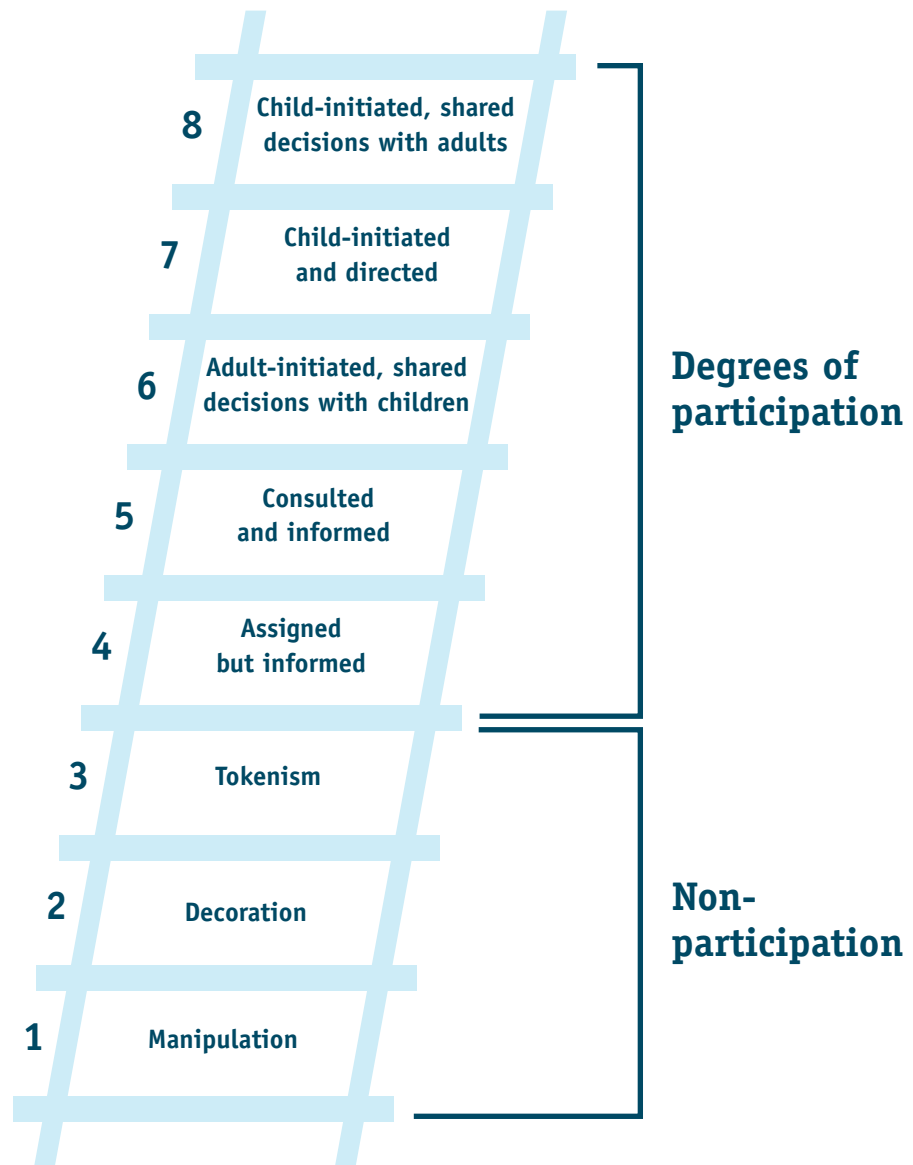 8
Child-initiated, shared
decisions with adults
7
Child-initiated
and directed
6
Adult-initiated, shared
decisions with children
5
Consulted
and informed
4
Assigned
but informed
3
Tokenism
2
Decoration
1
Manipulation
Degrees of
participation
Non-
participation